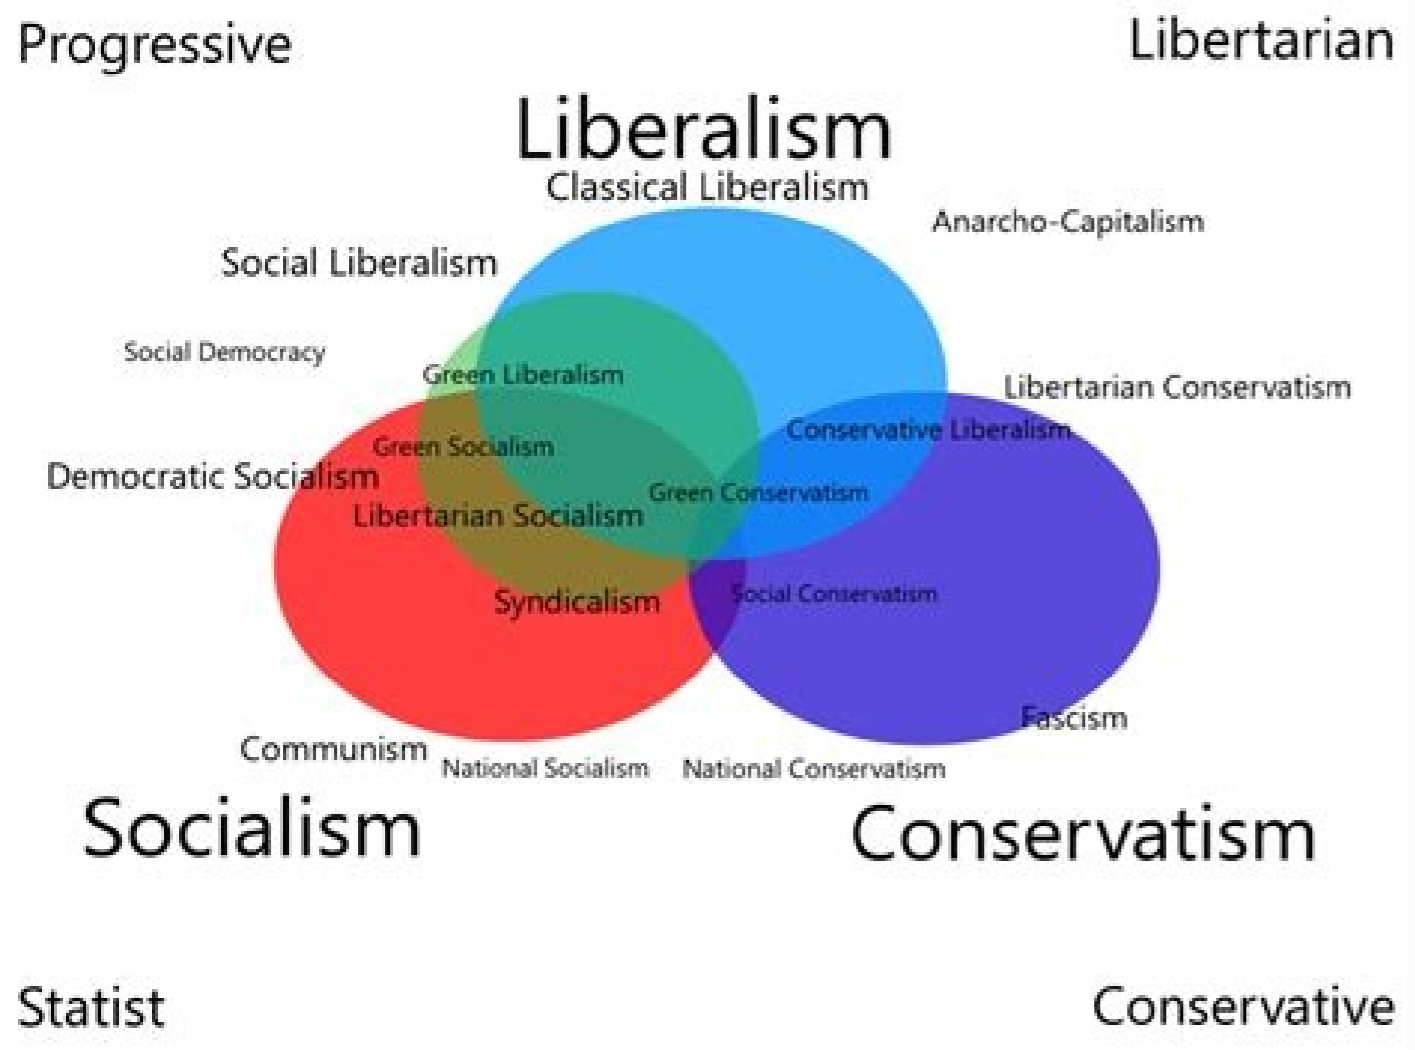 Progressive
Libertarian
Liberalism
Classical Liberalism
Anarcho-Capitalism
Social Liberalism
Social Democracy
Green Liberalism
Libertarian Conservatism
Conservative Liberalism
Green Socialism
Democratic Socialism
Green Conservatism
Libertarian Socialism
Syndicalism
Social Conservatism
Fascism
Communism
National Socialism
National Conservatism
Socialism
Conservatism
Statist
Conservative